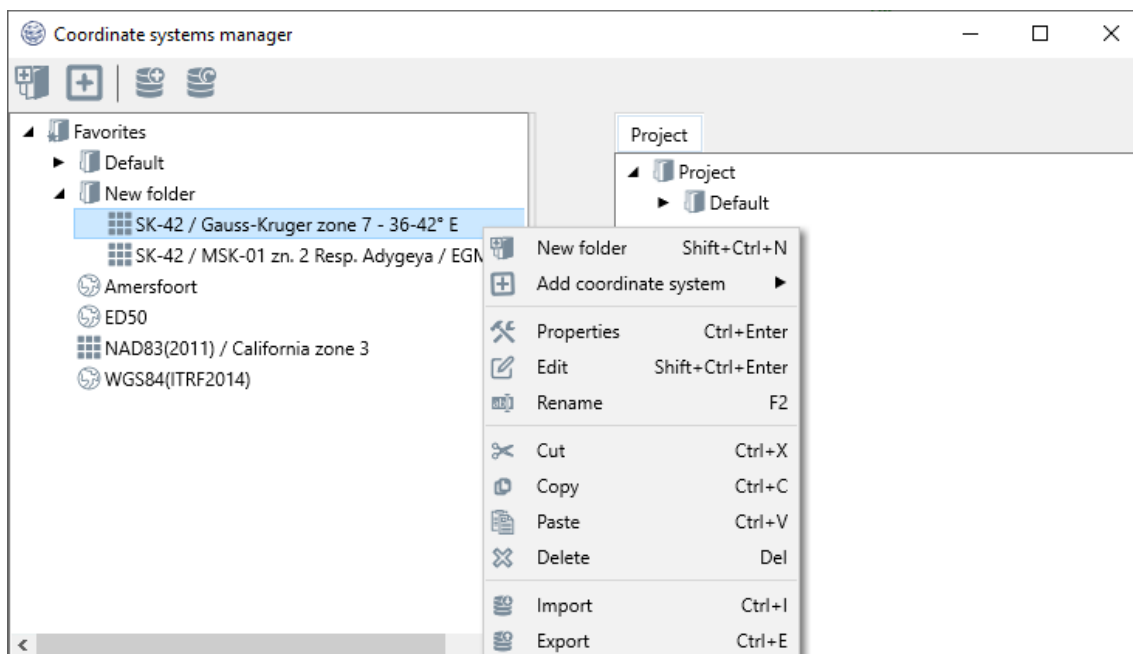 Coordinate systems manager
Favorites
Default
New folder
SK-42 / Gauss-Kruger zone 7 - 36-42° E
SK-42 / MSK-01 zn. 2 Resp. Adygeya / EGM
Amersfoort
ED50
NAD83(2011) / California zone 3
WGS84(ITRF2014)
Project
Project
Default
New folder Shift+Ctrl+N
Add coordinate system
Properties Ctrl+Enter
Edit Shift+Ctrl+Enter
Rename F2
Cut Ctrl+X
Copy Ctrl+C
Paste Ctrl+V
Delete Del
Import Ctrl+I
Export Ctrl+E